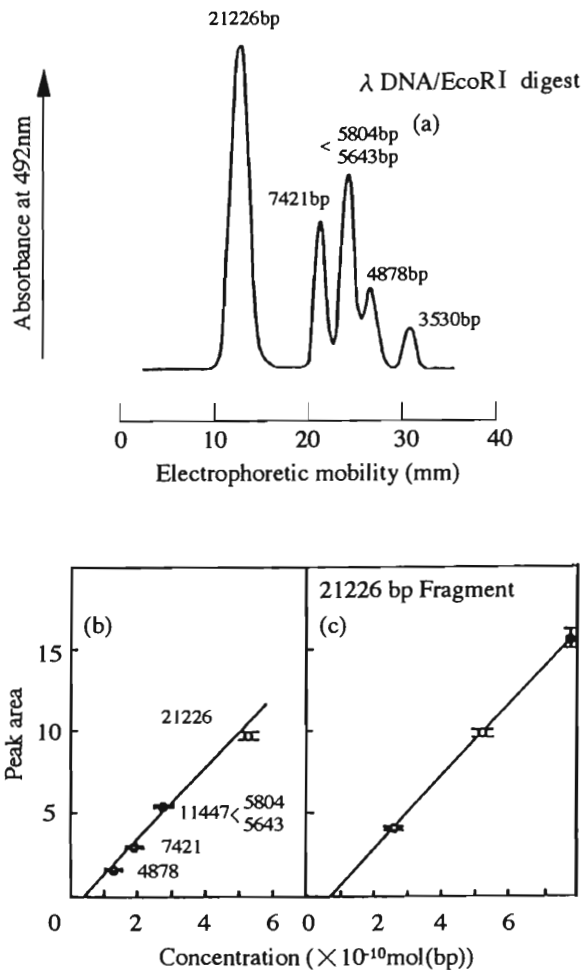 21226bp
λ DNA/EcoRI digest
(a)
< 5804bp
5643bp
7421bp
4878bp
3530bp
Absorbance at 492nm
0 10 20 30 40
Electrophoretic mobility (mm)
21226 bp Fragment
(b) (c)
15
10
5
Peak area
21226
11447< 5804
5643
7421
4878
0 2 4 6 0 2 4 6
Concentration (×10-10mol(bp))